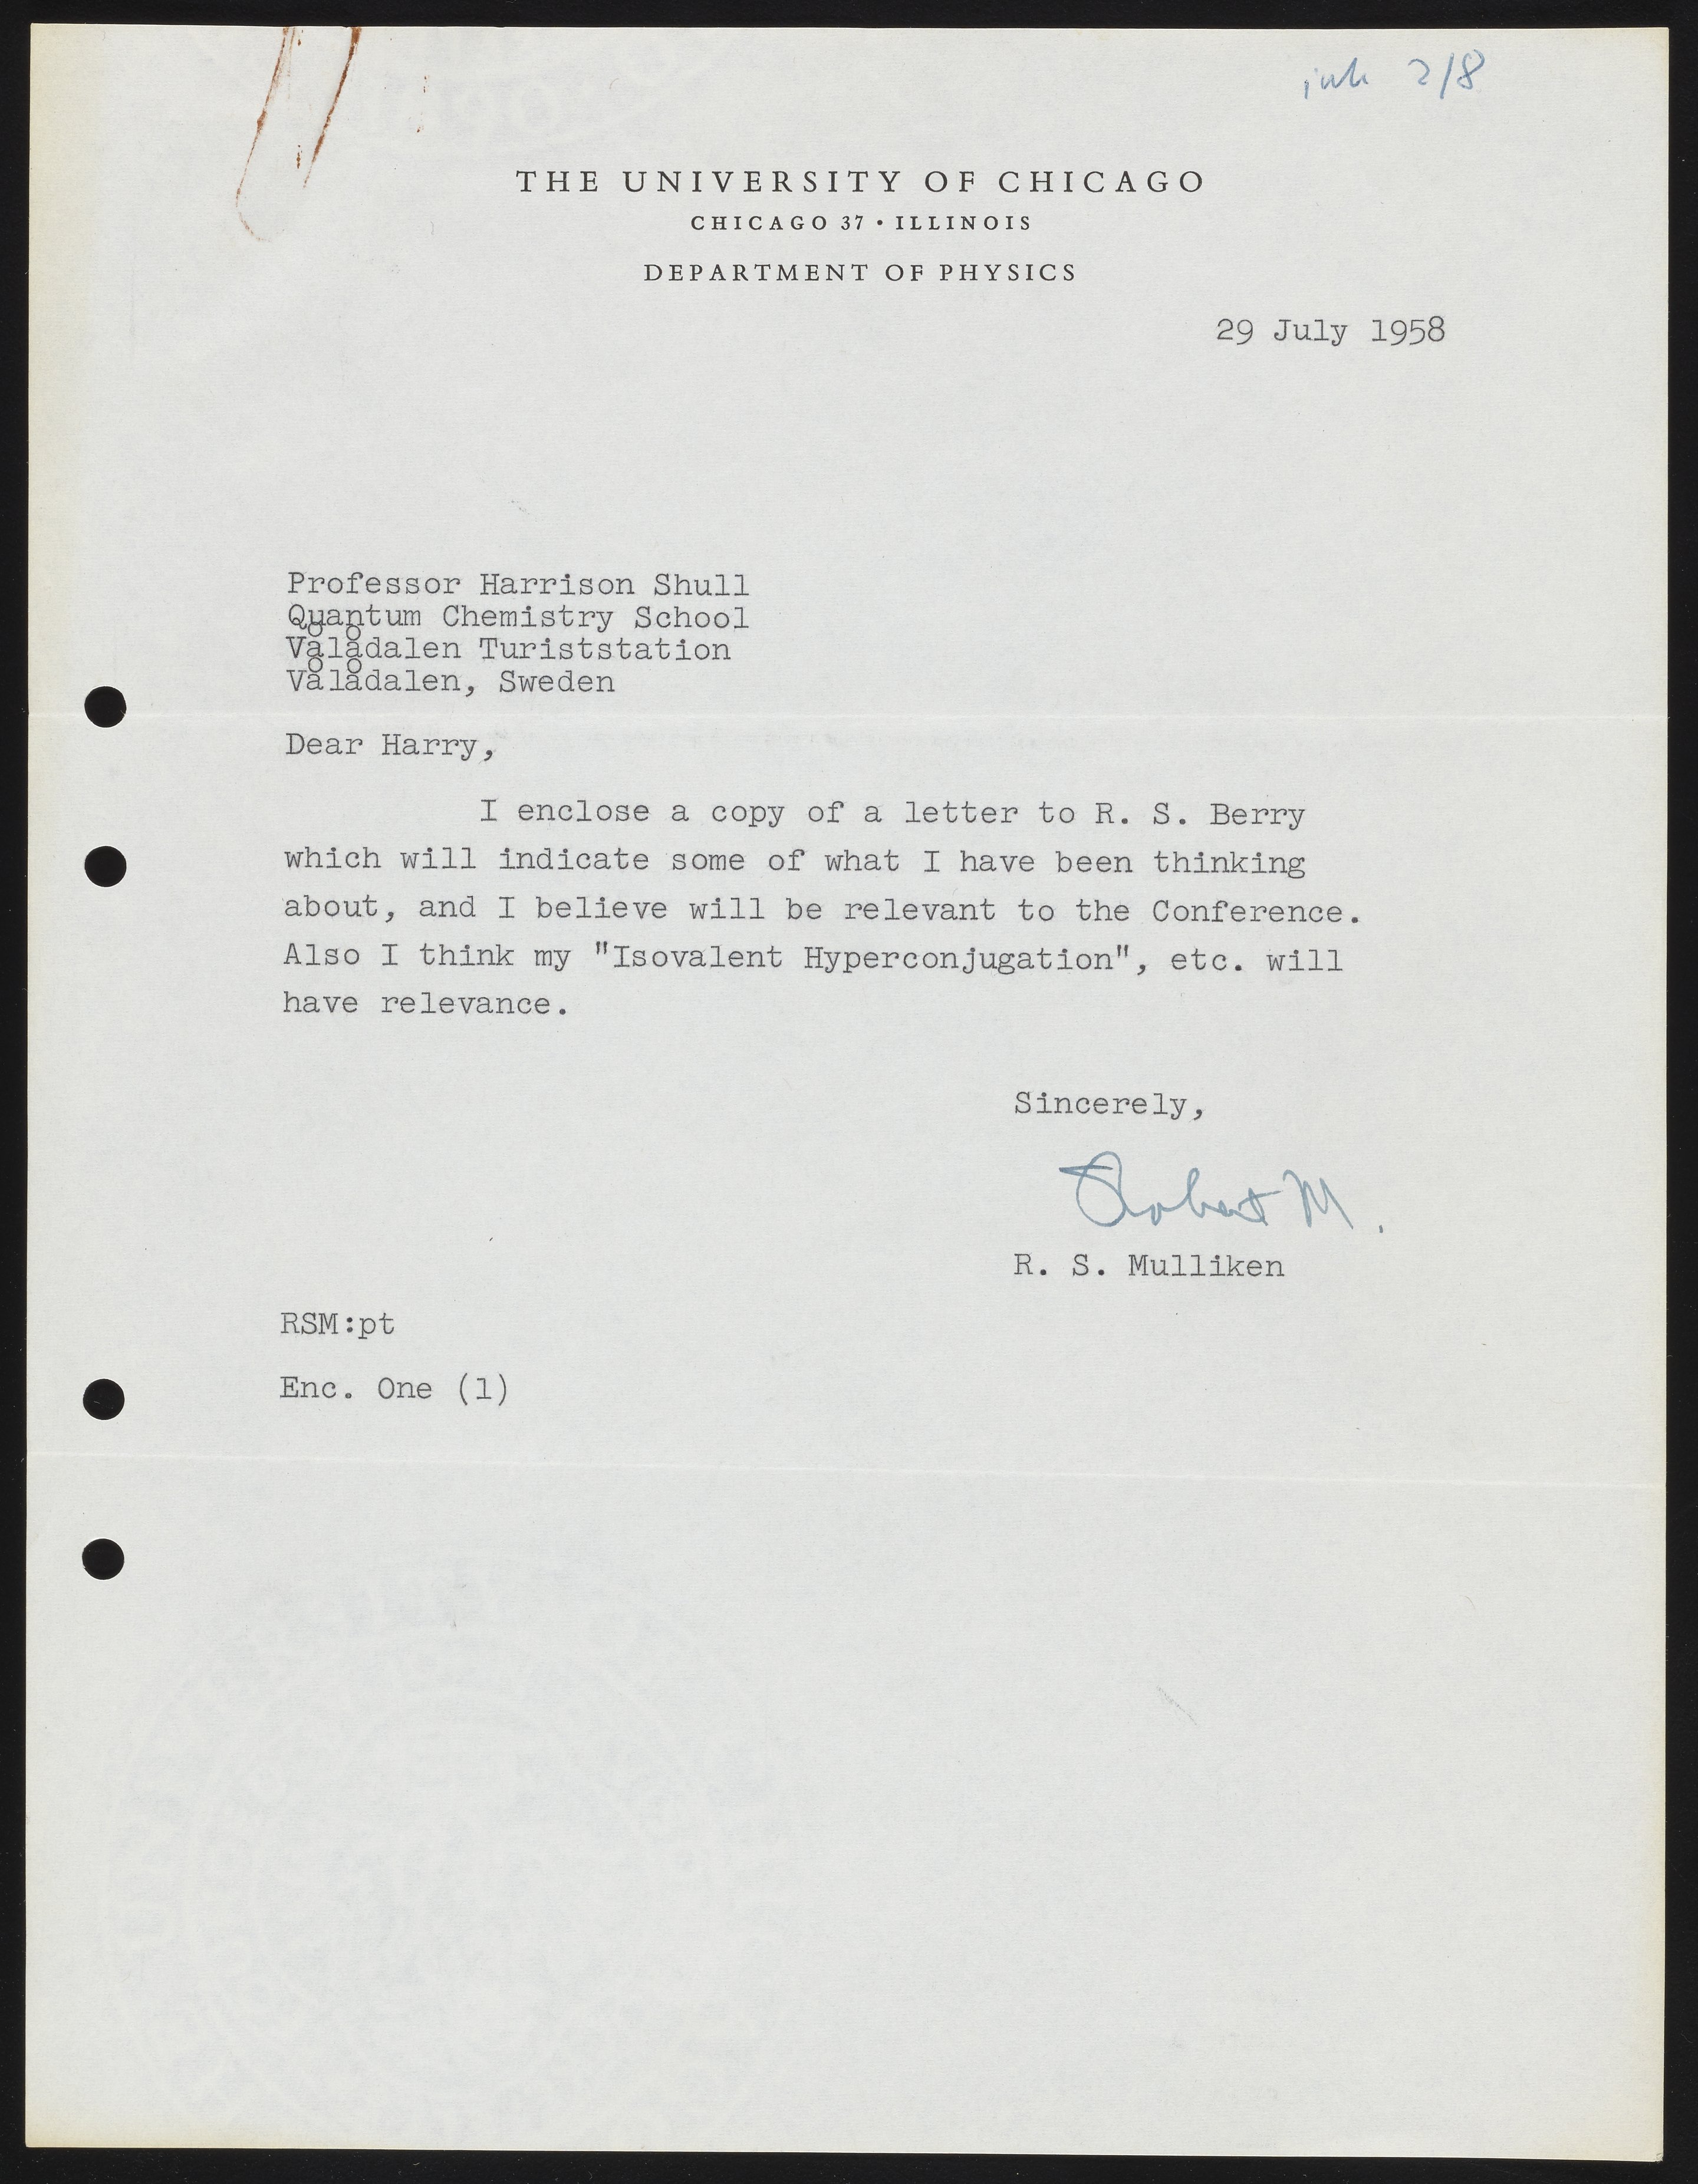 ink 2/8
THE UNIVERSITY OF CHICAGO
CHICAGO 37 • ILLINOIS
DEPARTMENT OF PHYSICS
29 July 1958
Professor Harrison Shull
Quantum Chemistry School
Vålådalen Turiststation
Vålådalen, Sweden
Dear Harry,
I enclose a copy of a letter to R. S. Berry
which will indicate some of what I have been thinking
about, and I believe will be relevant to the Conference.
Also I think my "Isovalent Hyperconjugation", etc. will
have relevance.
Sincerely,
Robert M.
R. S. Mulliken
RSM:pt
Enc. One (1)